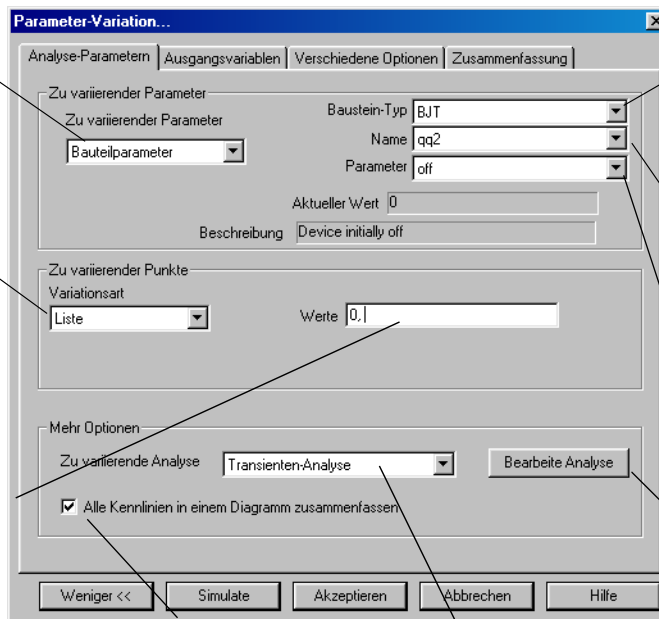 Parameter-Variation...
Analyse-Parametern Ausgangsvariablen Verschiedene Optionen Zusammenfassung
Zu variierender Parameter
Zu variierender Parameter
Bauteilparameter
Baustein-Typ BJT
Name qq2
Parameter off
Aktueller Wert 0
Beschreibung Device initially off
Zu variierender Punkte
Variationsart
Liste
Werte 0,
Mehr Optionen
Zu variierende Analyse Transienten-Analyse Bearbeite Analyse
Alle Kennlinien in einem Diagramm zusammenfassen
Weniger << Simulate Akzeptieren Abbrechen Hilfe